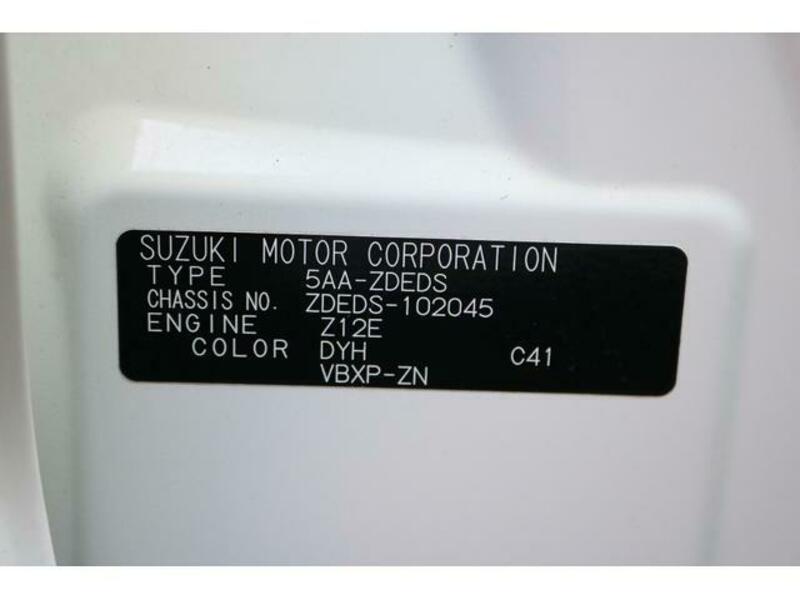 SUZUKI MOTOR CORPORATION
TYPE 5AA-ZDEDS
CHASSIS NO. ZDEDS-102045
ENGINE Z12E
COLOR DYH C41
VBXP-ZN